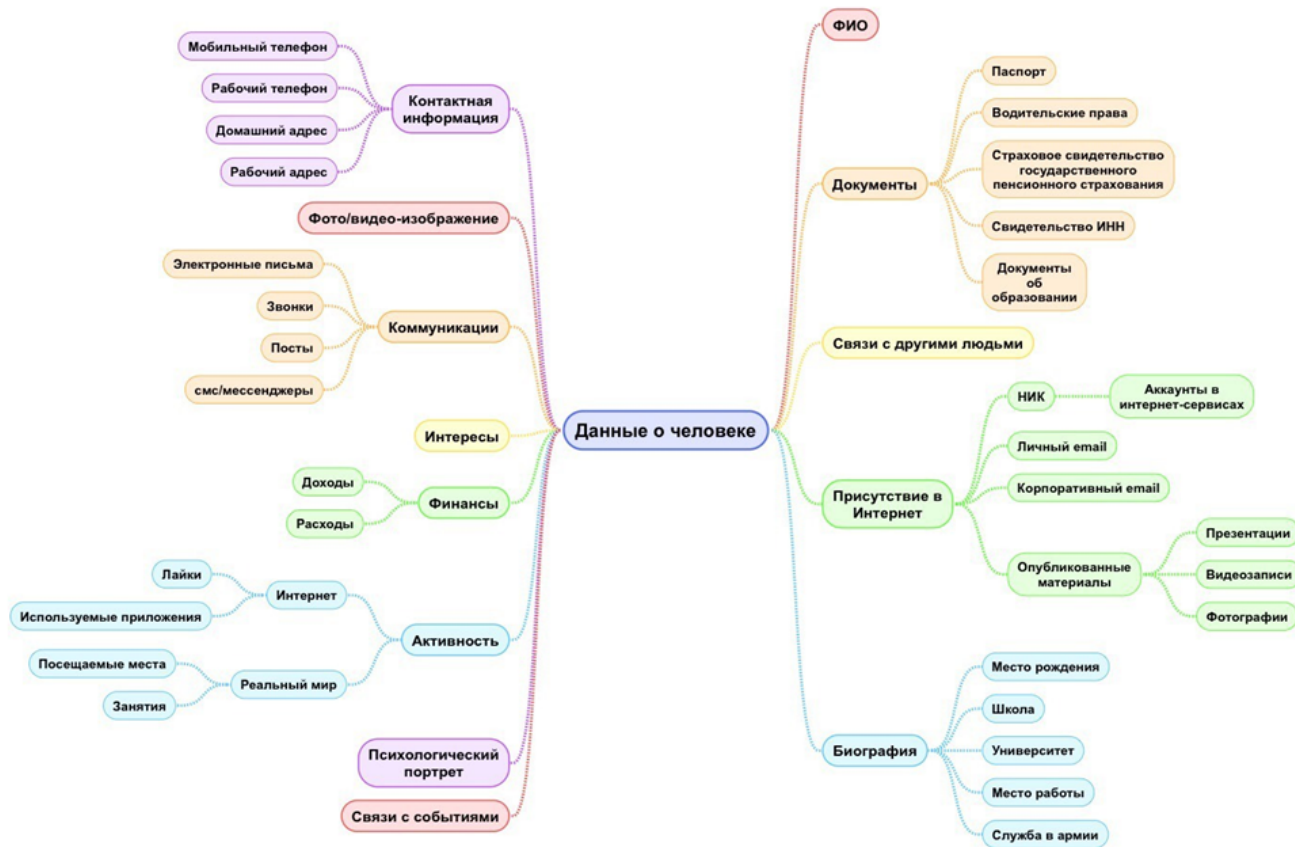 Данные о человеке
ФИО
Документы
Паспорт
Водительские права
Страховое свидетельство
государственного
пенсионного страхования
Свидетельство ИНН
Документы
об
образовании
Связи с другими людьми
Присутствие в
Интернет
НИК
Аккаунты в
интернет-сервисах
Личный email
Корпоративный email
Опубликованные
материалы
Презентации
Видеозаписи
Фотографии
Биография
Место рождения
Школа
Университет
Место работы
Служба в армии
Контактная
информация
Мобильный телефон
Рабочий телефон
Домашний адрес
Рабочий адрес
Фото/видео-изображение
Коммуникации
Электронные письма
Звонки
Посты
смс/мессенджеры
Интересы
Финансы
Доходы
Расходы
Активность
Интернет
Лайки
Используемые приложения
Реальный мир
Посещаемые места
Занятия
Психологический
портрет
Связи с событиями